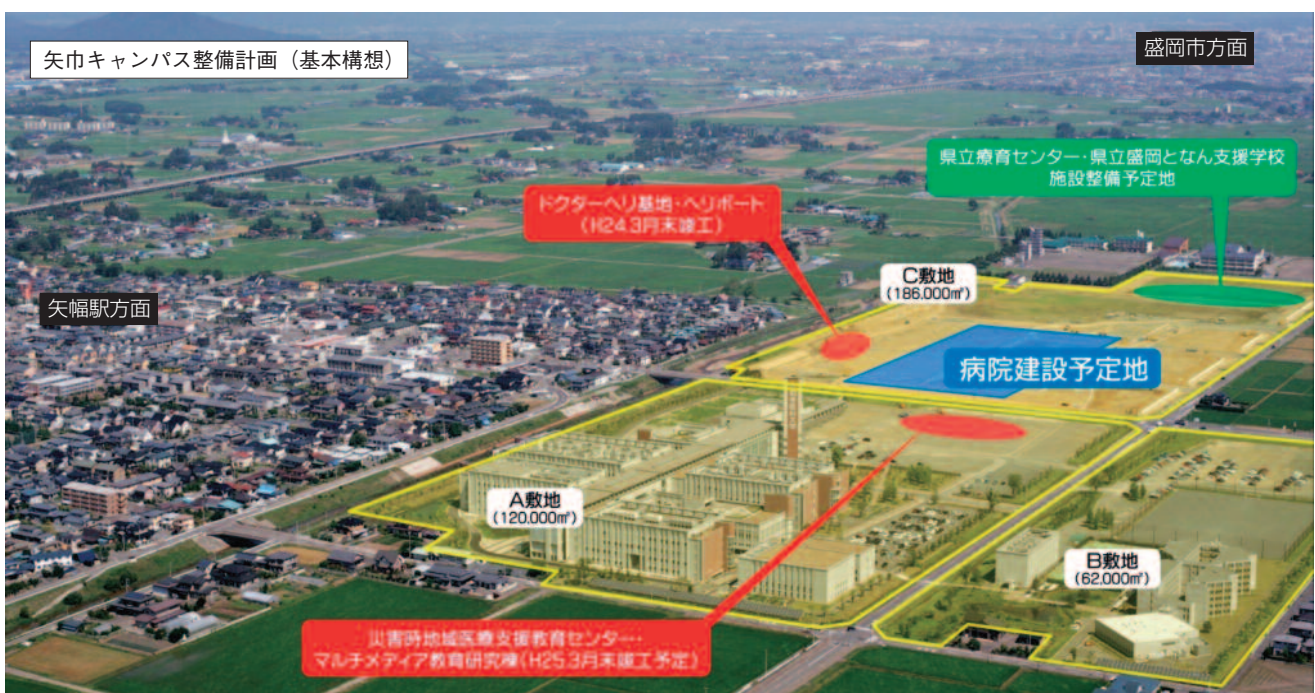 矢巾キャンパス整備計画（基本構想）
盛岡市方面
県立療育センター・県立盛岡となん支援学校
施設整備予定地
ドクターヘリ基地・ヘリポート
（H24.3月末竣工）
C敷地
（186,000㎡）
矢幅駅方面
病院建設予定地
A敷地
（120,000㎡）
B敷地
（62,000㎡）
災害時地域医療支援教育センター・
マルチメディア教育研究棟（H25.3月末竣工予定）